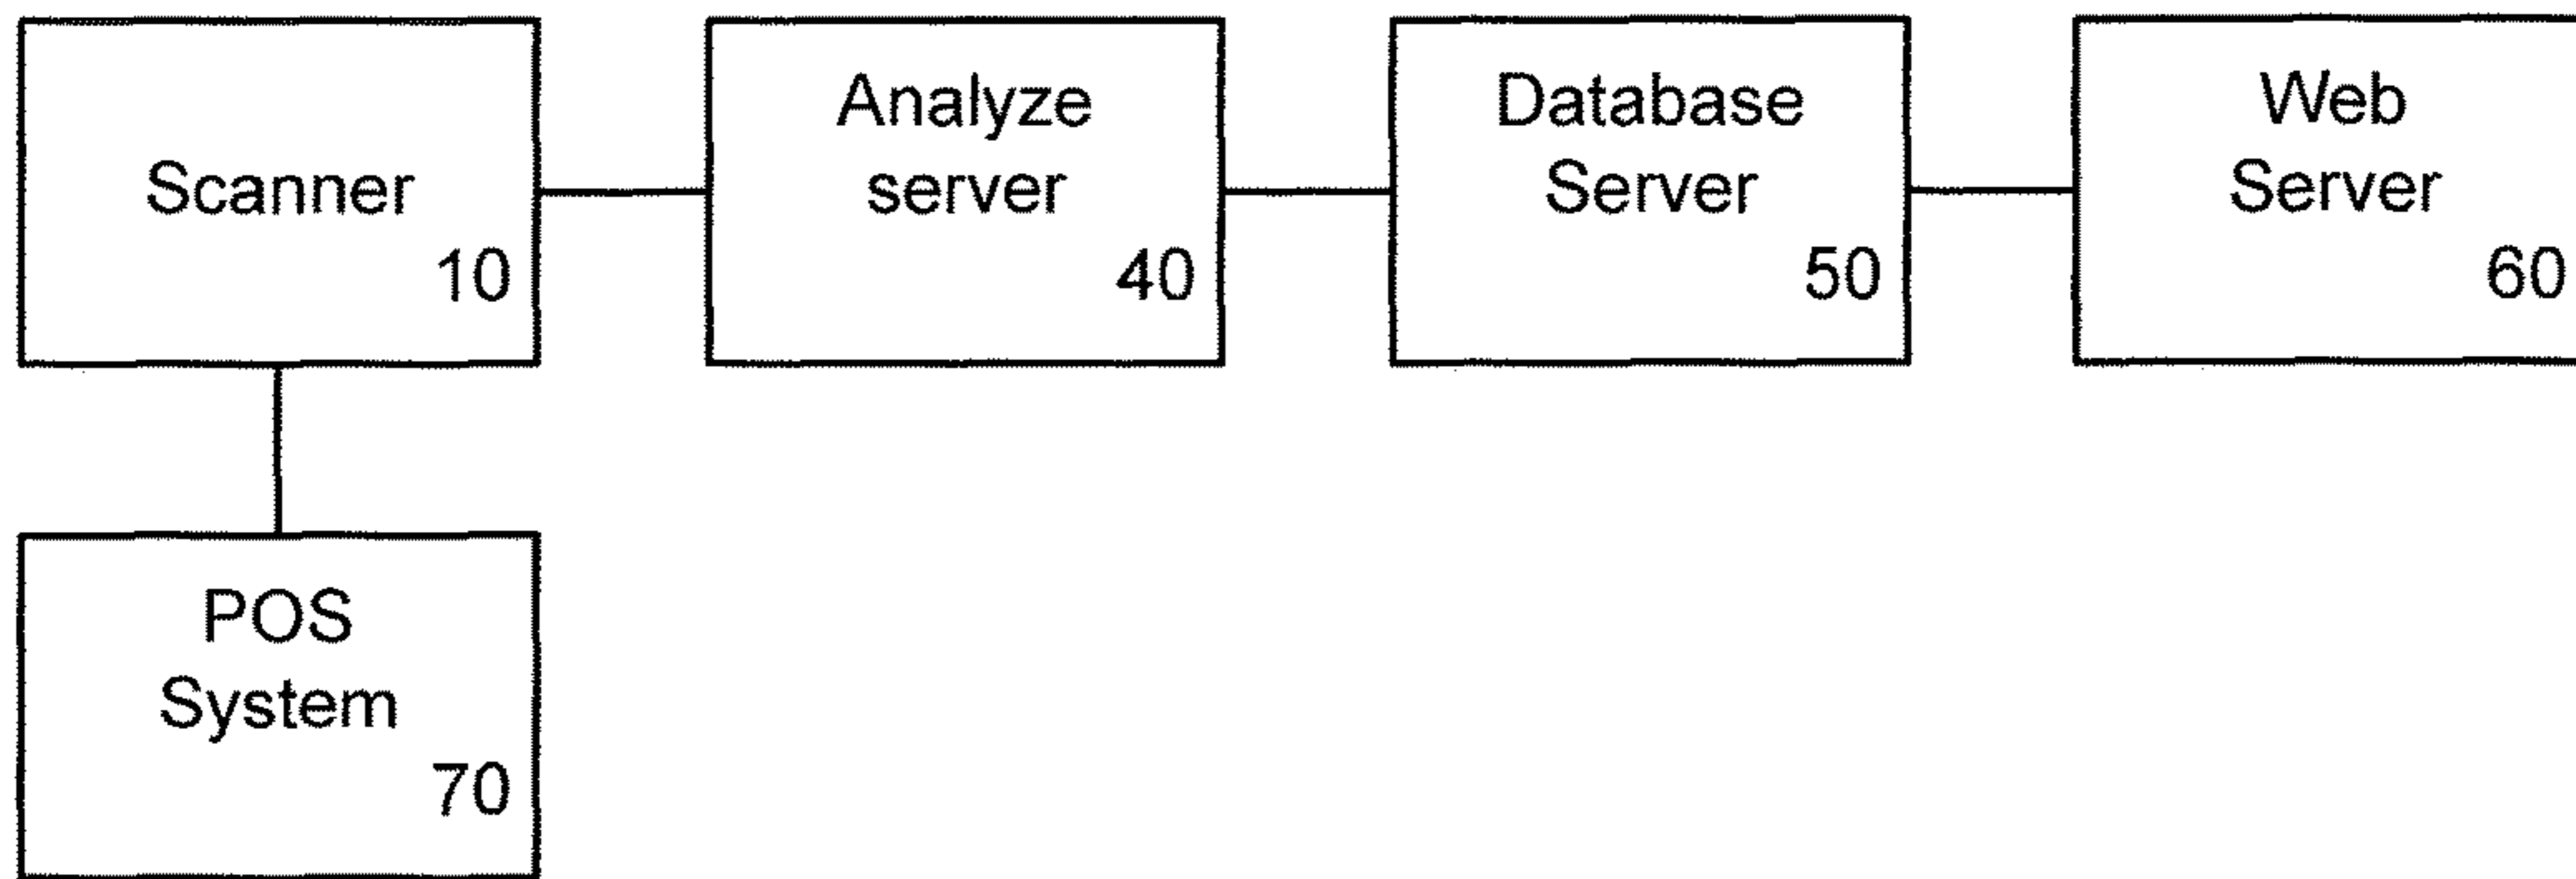 Scanner
10
Analyze
server
40
Database
Server
50
Web
Server
60
POS
System
70